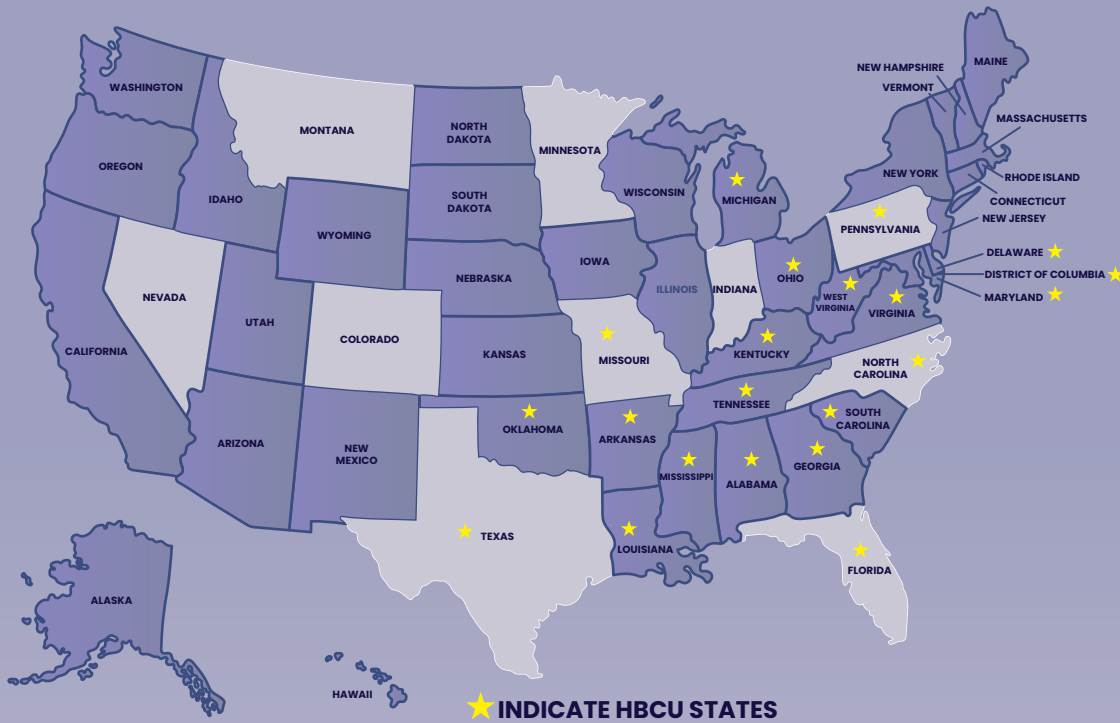 WASHINGTON
MONTANA
NORTH
DAKOTA
MINNESOTA
NEW HAMPSHIRE
VERMONT
MAINE
MASSACHUSETTS
OREGON
IDAHO
WYOMING
SOUTH
DAKOTA
WISCONSIN
MICHIGAN
NEW YORK
RHODE ISLAND
CONNECTICUT
NEW JERSEY
PENNSYLVANIA
DELAWARE
DISTRICT OF COLUMBIA
MARYLAND
NEVADA
UTAH
COLORADO
NEBRASKA
IOWA
ILLINOIS
INDIANA
OHIO
WEST
VIRGINIA
VIRGINIA
CALIFORNIA
KANSAS
MISSOURI
KENTUCKY
NORTH
CAROLINA
TENNESSEE
SOUTH
CAROLINA
ARIZONA
NEW
MEXICO
OKLAHOMA
ARKANSAS
MISSISSIPPI
ALABAMA
GEORGIA
TEXAS
LOUISIANA
FLORIDA
ALASKA
HAWAII
INDICATE HBCU STATES